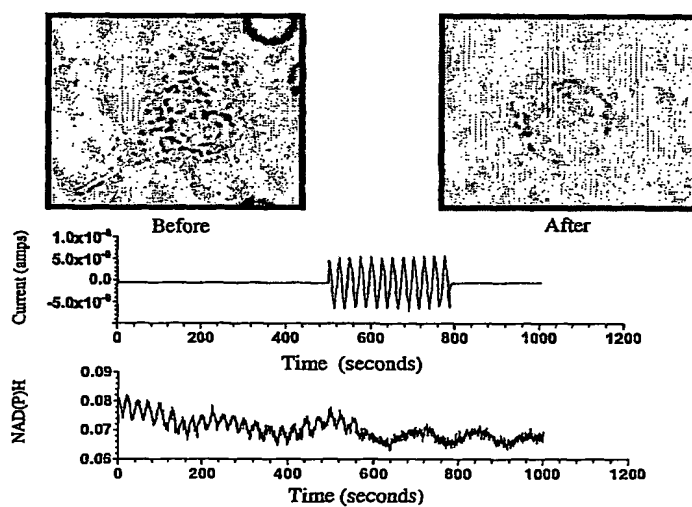 Before After
Current (amps)
1.0x10⁻⁸
5.0x10⁻⁹
0.0
-5.0x10⁻⁹
0 200 400 600 800 1000 1200
Time (seconds)
NAD(P)H
0.09
0.08
0.07
0.06
0 200 400 600 800 1000 1200
Time (seconds)